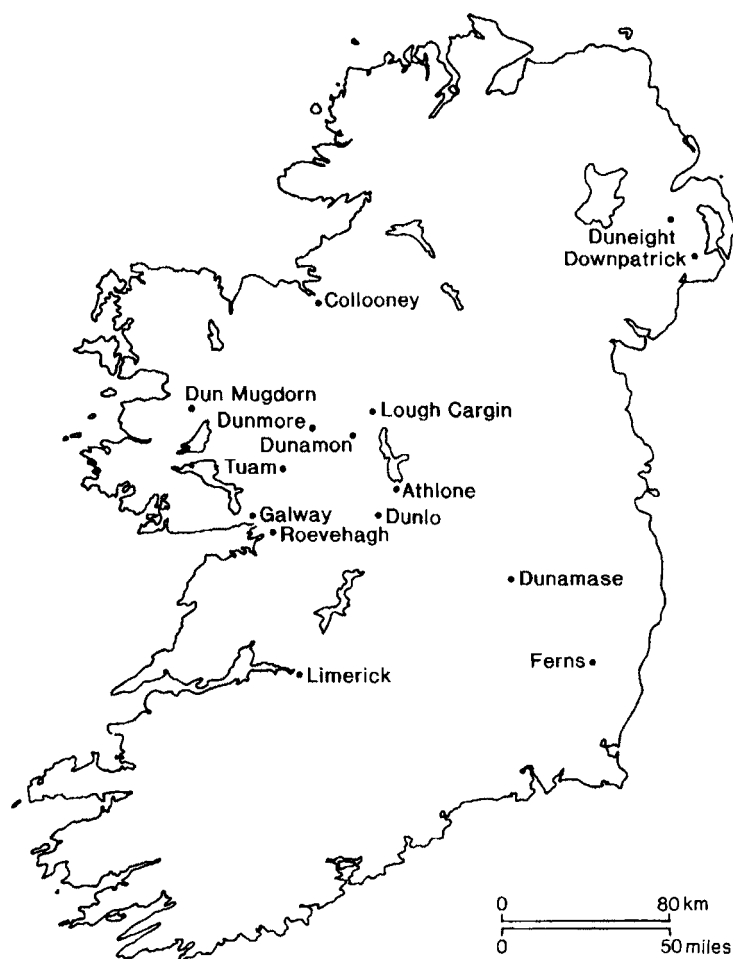 Duneight
Downpatrick
Collooney
Dun Mugdorn
Lough Cargin
Dunmore
Dunamon
Tuam
Athlone
Galway
Dunlo
Roevehagh
Dunamase
Ferns
Limerick
0 80 km
0 50 miles